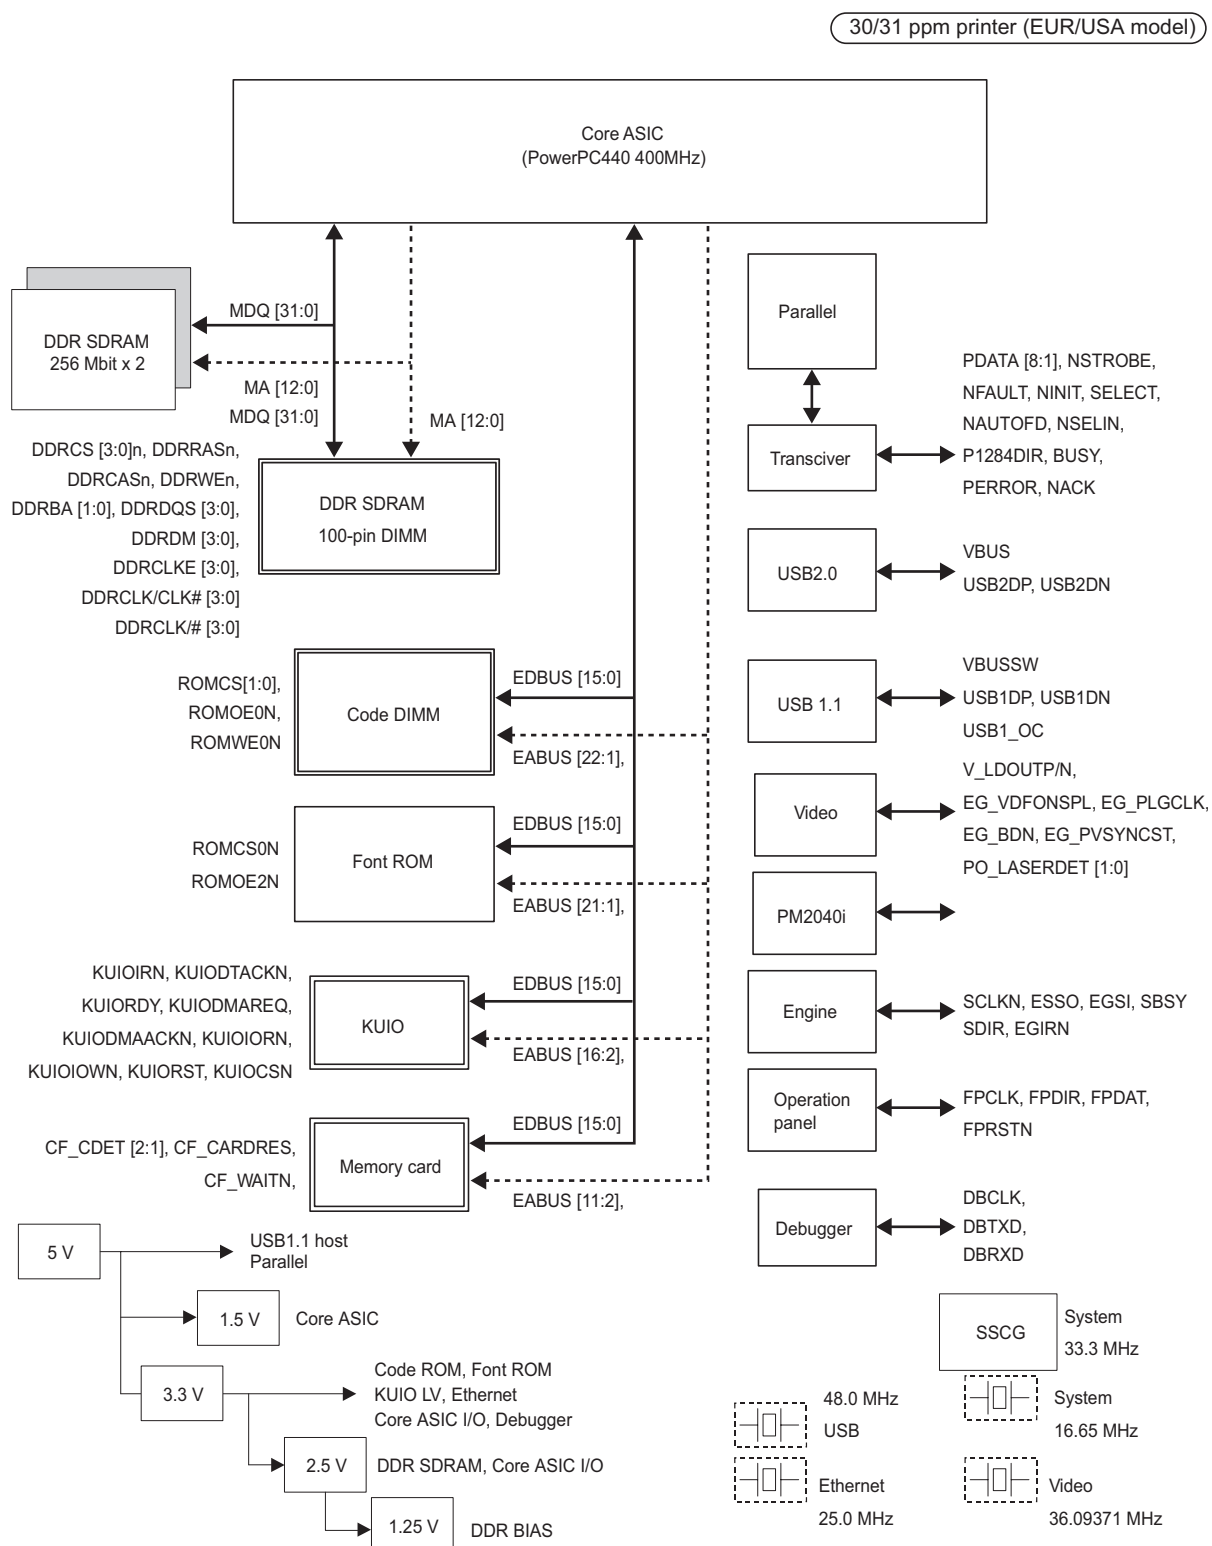 30/31 ppm printer (EUR/USA model)
Core ASIC
(PowerPC440 400MHz)
DDR SDRAM
256 Mbit x 2
MDQ [31:0]
MA [12:0]
MDQ [31:0]
MA [12:0]
DDRCS [3:0]n, DDRRASn,
DDRCASn, DDRWEn,
DDRBA [1:0], DDRDQS [3:0],
DDRDM [3:0],
DDRCLKE [3:0],
DDRCLK/CLK# [3:0]
DDRCLK/# [3:0]
DDR SDRAM
100-pin DIMM
ROMCS[1:0],
ROMOE0N,
ROMWE0N
Code DIMM
EDBUS [15:0]
EABUS [22:1],
ROMCS0N
ROMOE2N
Font ROM
EDBUS [15:0]
EABUS [21:1],
KUIOIRN, KUIODTACKN,
KUIORDY, KUIODMAREQ,
KUIODMAACKN, KUIOIORN,
KUIOIOWN, KUIORST, KUIOCSN
KUIO
EDBUS [15:0]
EABUS [16:2],
CF_CDET [2:1], CF_CARDRES,
CF_WAITN,
Memory card
EDBUS [15:0]
EABUS [11:2],
Parallel
Transciver
PDATA [8:1], NSTROBE,
NFAULT, NINIT, SELECT,
NAUTOFD, NSELIN,
P1284DIR, BUSY,
PERROR, NACK
USB2.0
VBUS
USB2DP, USB2DN
USB 1.1
VBUSSW
USB1DP, USB1DN
USB1_OC
Video
V_LDOUTP/N,
EG_VDFONSPL, EG_PLGCLK,
EG_BDN, EG_PVSYNCST,
PO_LASERDET [1:0]
PM2040i
Engine
SCLKN, ESSO, EGSI, SBSY
SDIR, EGIRN
Operation
panel
FPCLK, FPDIR, FPDAT,
FPRSTN
Debugger
DBCLK,
DBTXD,
DBRXD
5 V
USB1.1 host
Parallel
1.5 V
Core ASIC
3.3 V
Code ROM, Font ROM
KUIO LV, Ethernet
Core ASIC I/O, Debugger
2.5 V
DDR SDRAM, Core ASIC I/O
1.25 V
DDR BIAS
SSCG
System
33.3 MHz
48.0 MHz
USB
System
16.65 MHz
Ethernet
25.0 MHz
Video
36.09371 MHz